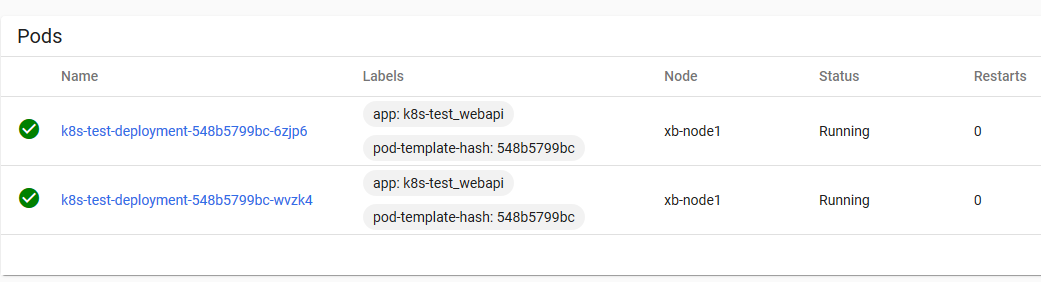 Pods
Name Labels Node Status Restarts
app: k8s-test_webapi
k8s-test-deployment-548b5799bc-6zjp6 xb-node1 Running 0
pod-template-hash: 548b5799bc
app: k8s-test_webapi
k8s-test-deployment-548b5799bc-wvzk4 xb-node1 Running 0
pod-template-hash: 548b5799bc